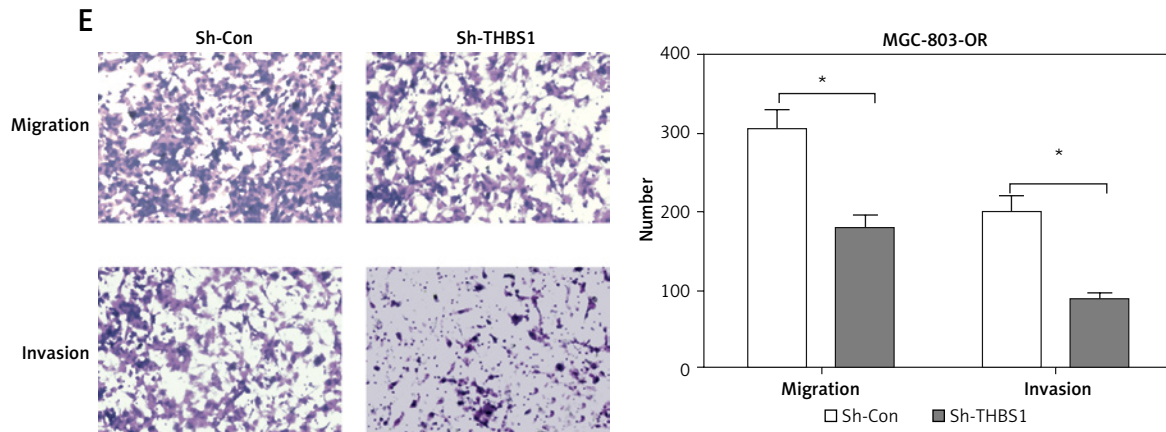 E
Sh-Con Sh-THBS1
Migration
Invasion
MGC-803-OR
Number
400
300
200
100
0
*
*
Migration Invasion
Sh-Con Sh-THBS1